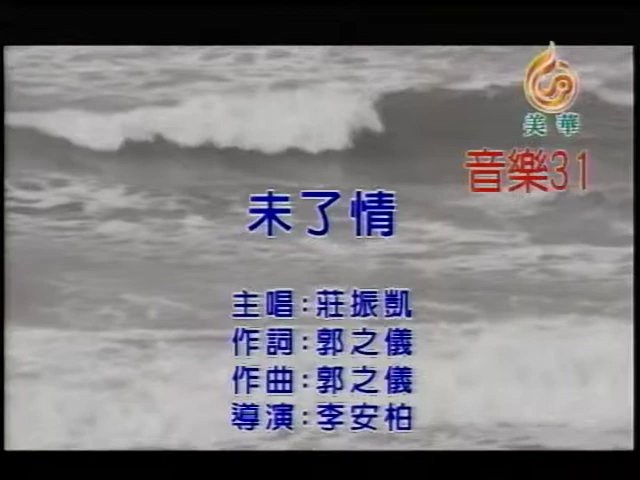 美華
音樂31
未了情
主唱:莊振凱
作詞:郭之儀
作曲:郭之儀
導演:李安柏